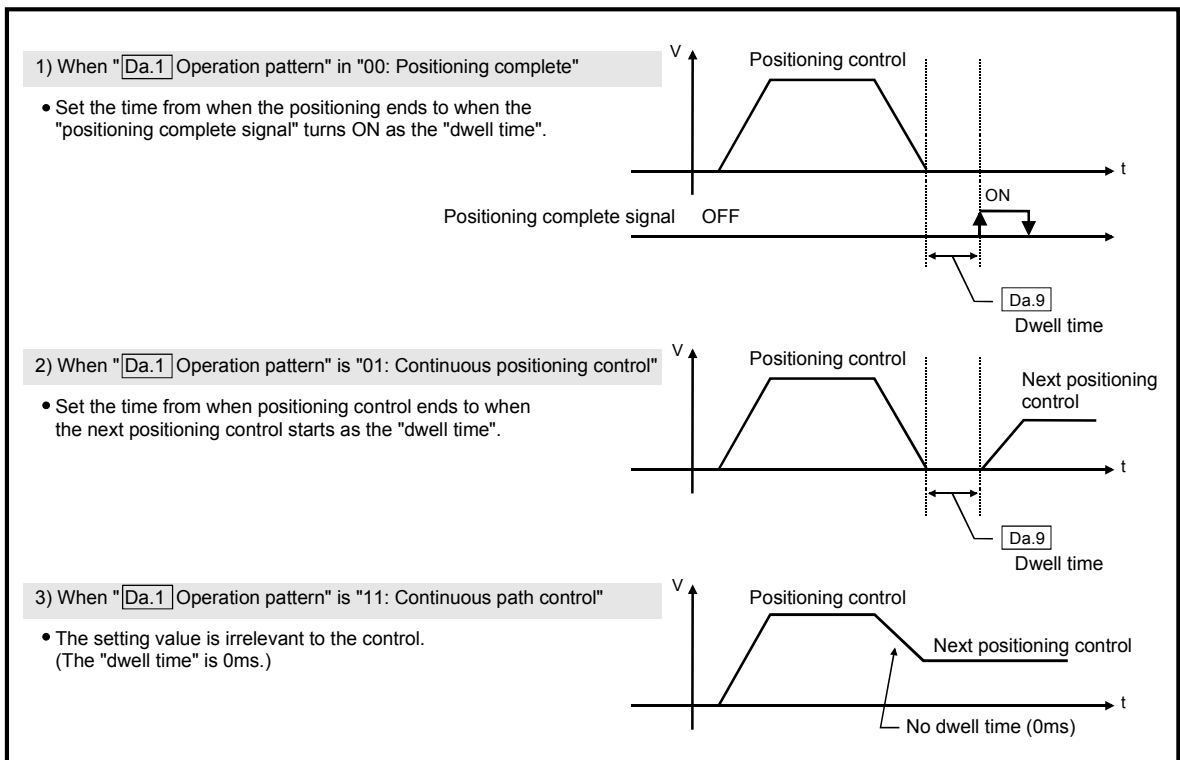 1) When "Da.1 Operation pattern" in "00: Positioning complete"
• Set the time from when the positioning ends to when the
"positioning complete signal" turns ON as the "dwell time".
V
Positioning control
t
ON
Positioning complete signal OFF
Da.9
Dwell time
2) When "Da.1 Operation pattern" is "01: Continuous positioning control"
• Set the time from when positioning control ends to when
the next positioning control starts as the "dwell time".
V
Positioning control
Next positioning
control
t
Da.9
Dwell time
3) When "Da.1 Operation pattern" is "11: Continuous path control"
• The setting value is irrelevant to the control.
(The "dwell time" is 0ms.)
V
Positioning control
Next positioning control
t
No dwell time (0ms)